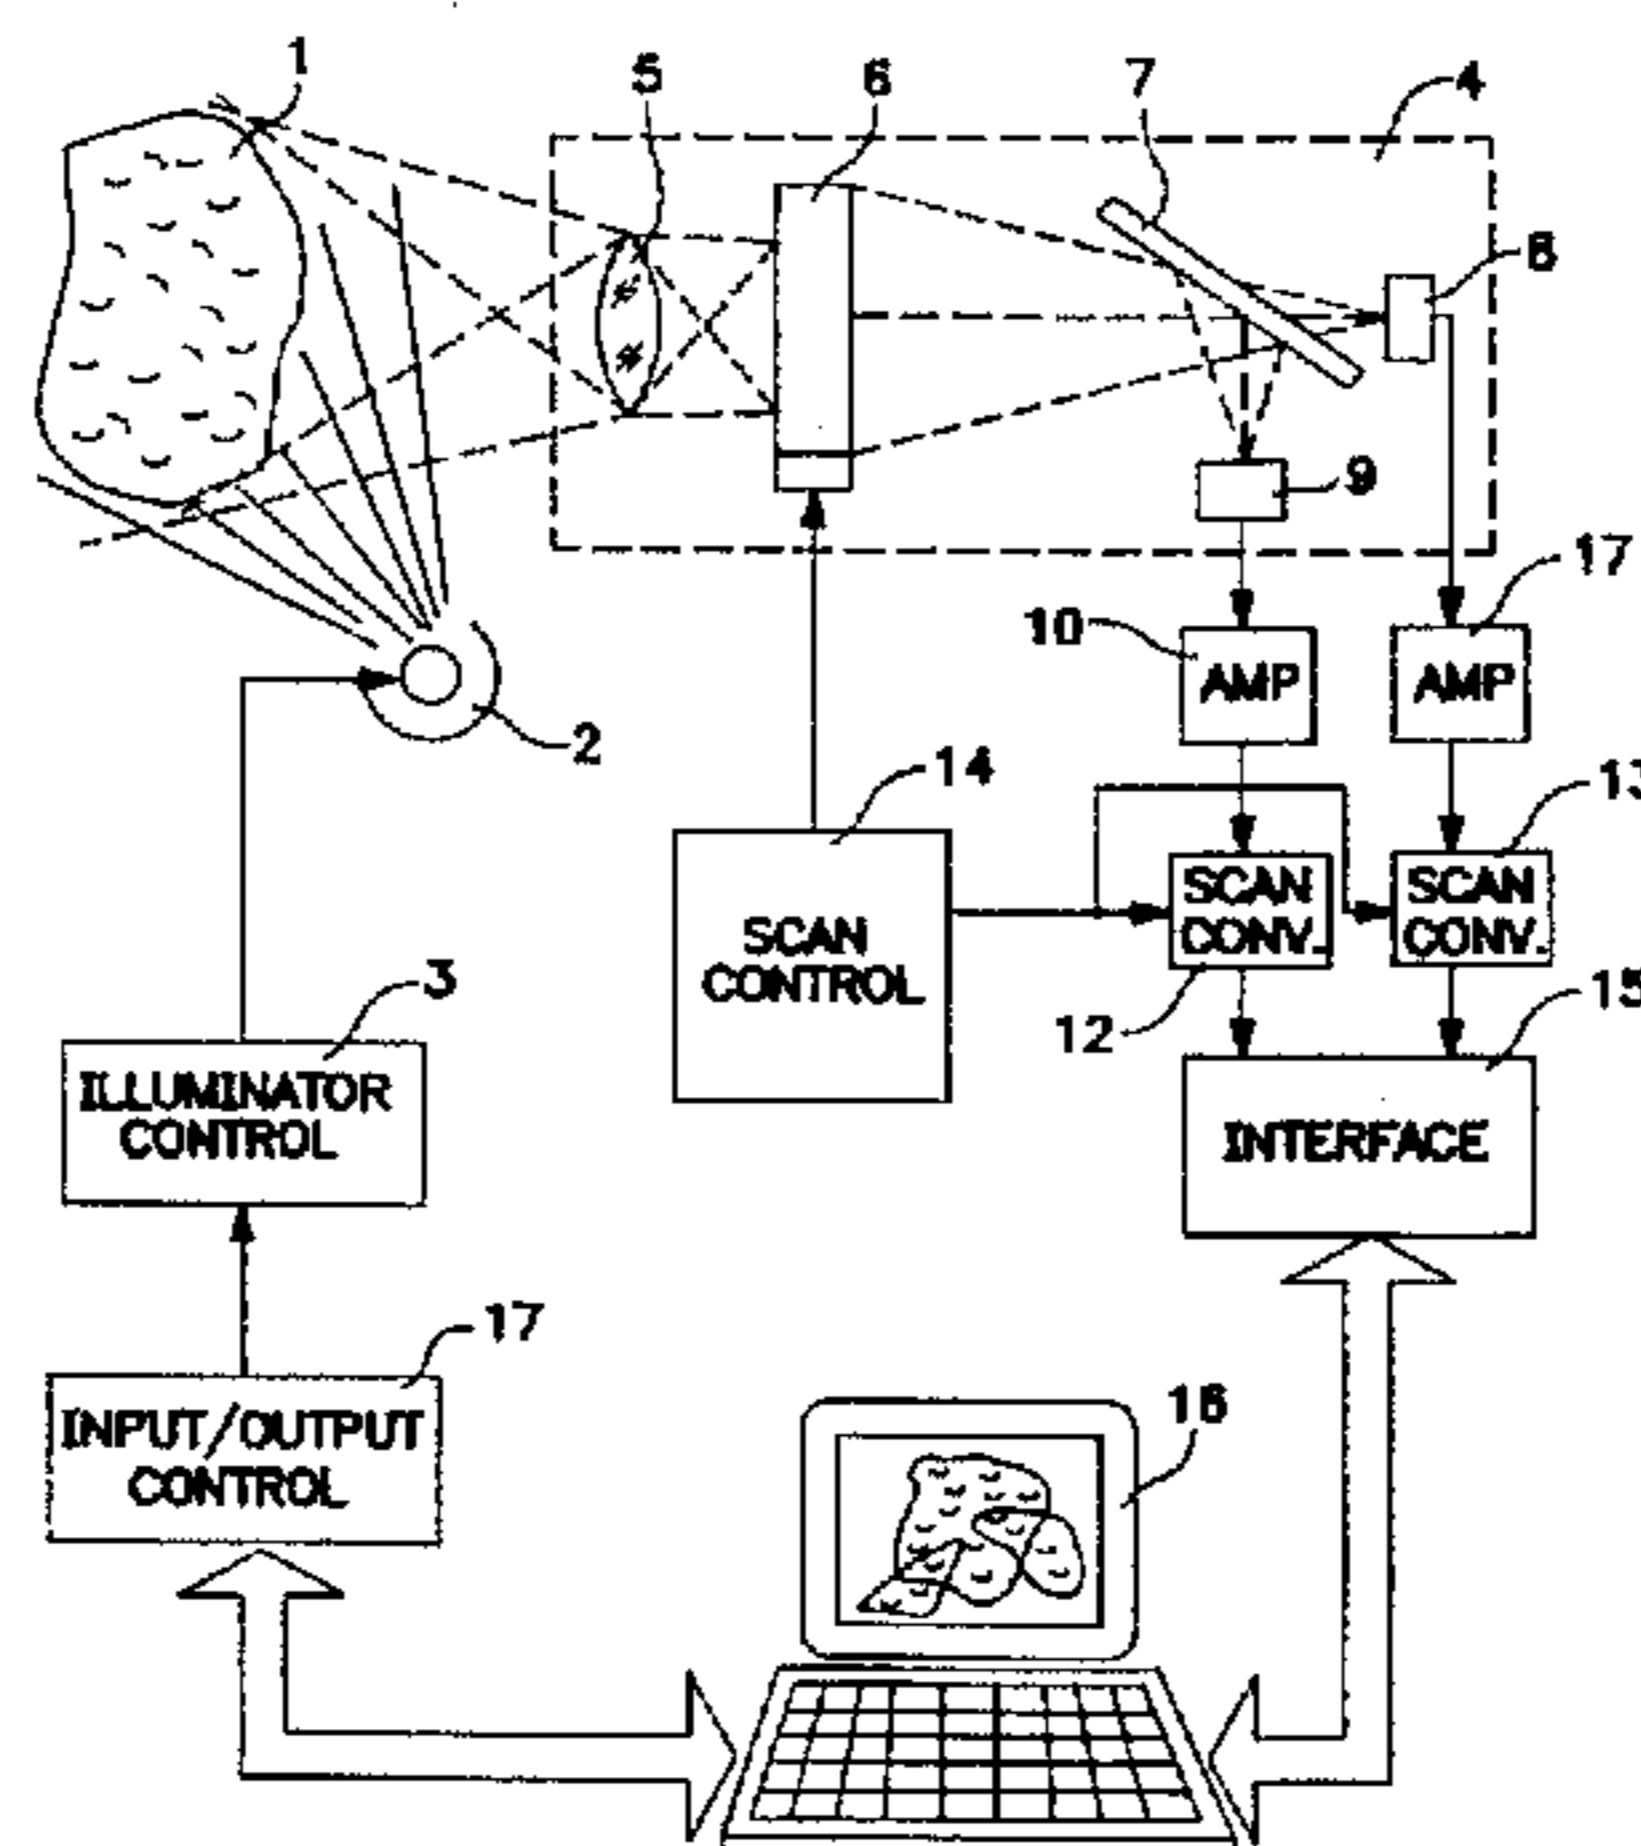 1
5
6
7
4
8
9
17
10
AMP
AMP
2
14
13
SCAN
CONV.
SCAN
CONV.
SCAN
CONTROL
3
12
15
ILLUMINATOR
CONTROL
INTERFACE
17
INPUT/OUTPUT
CONTROL
16